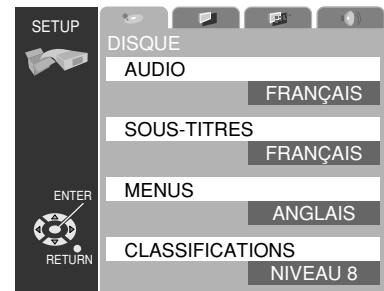 SETUP
DISQUE
AUDIO
FRANÇAIS
SOUS-TITRES
FRANÇAIS
MENUS
ANGLAIS
CLASSIFICATIONS
NIVEAU 8
ENTER
RETURN